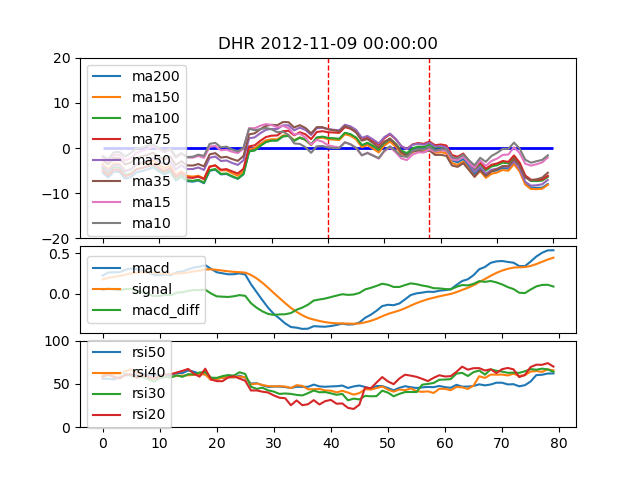 DHR 2012-11-09 00:00:00
20
10
0
−10
−20
ma200
ma150
ma100
ma75
ma50
ma35
ma15
ma10
0.5
0.0
macd
signal
macd_diff
100
50
0
rsi50
rsi40
rsi30
rsi20
0 10 20 30 40 50 60 70 80